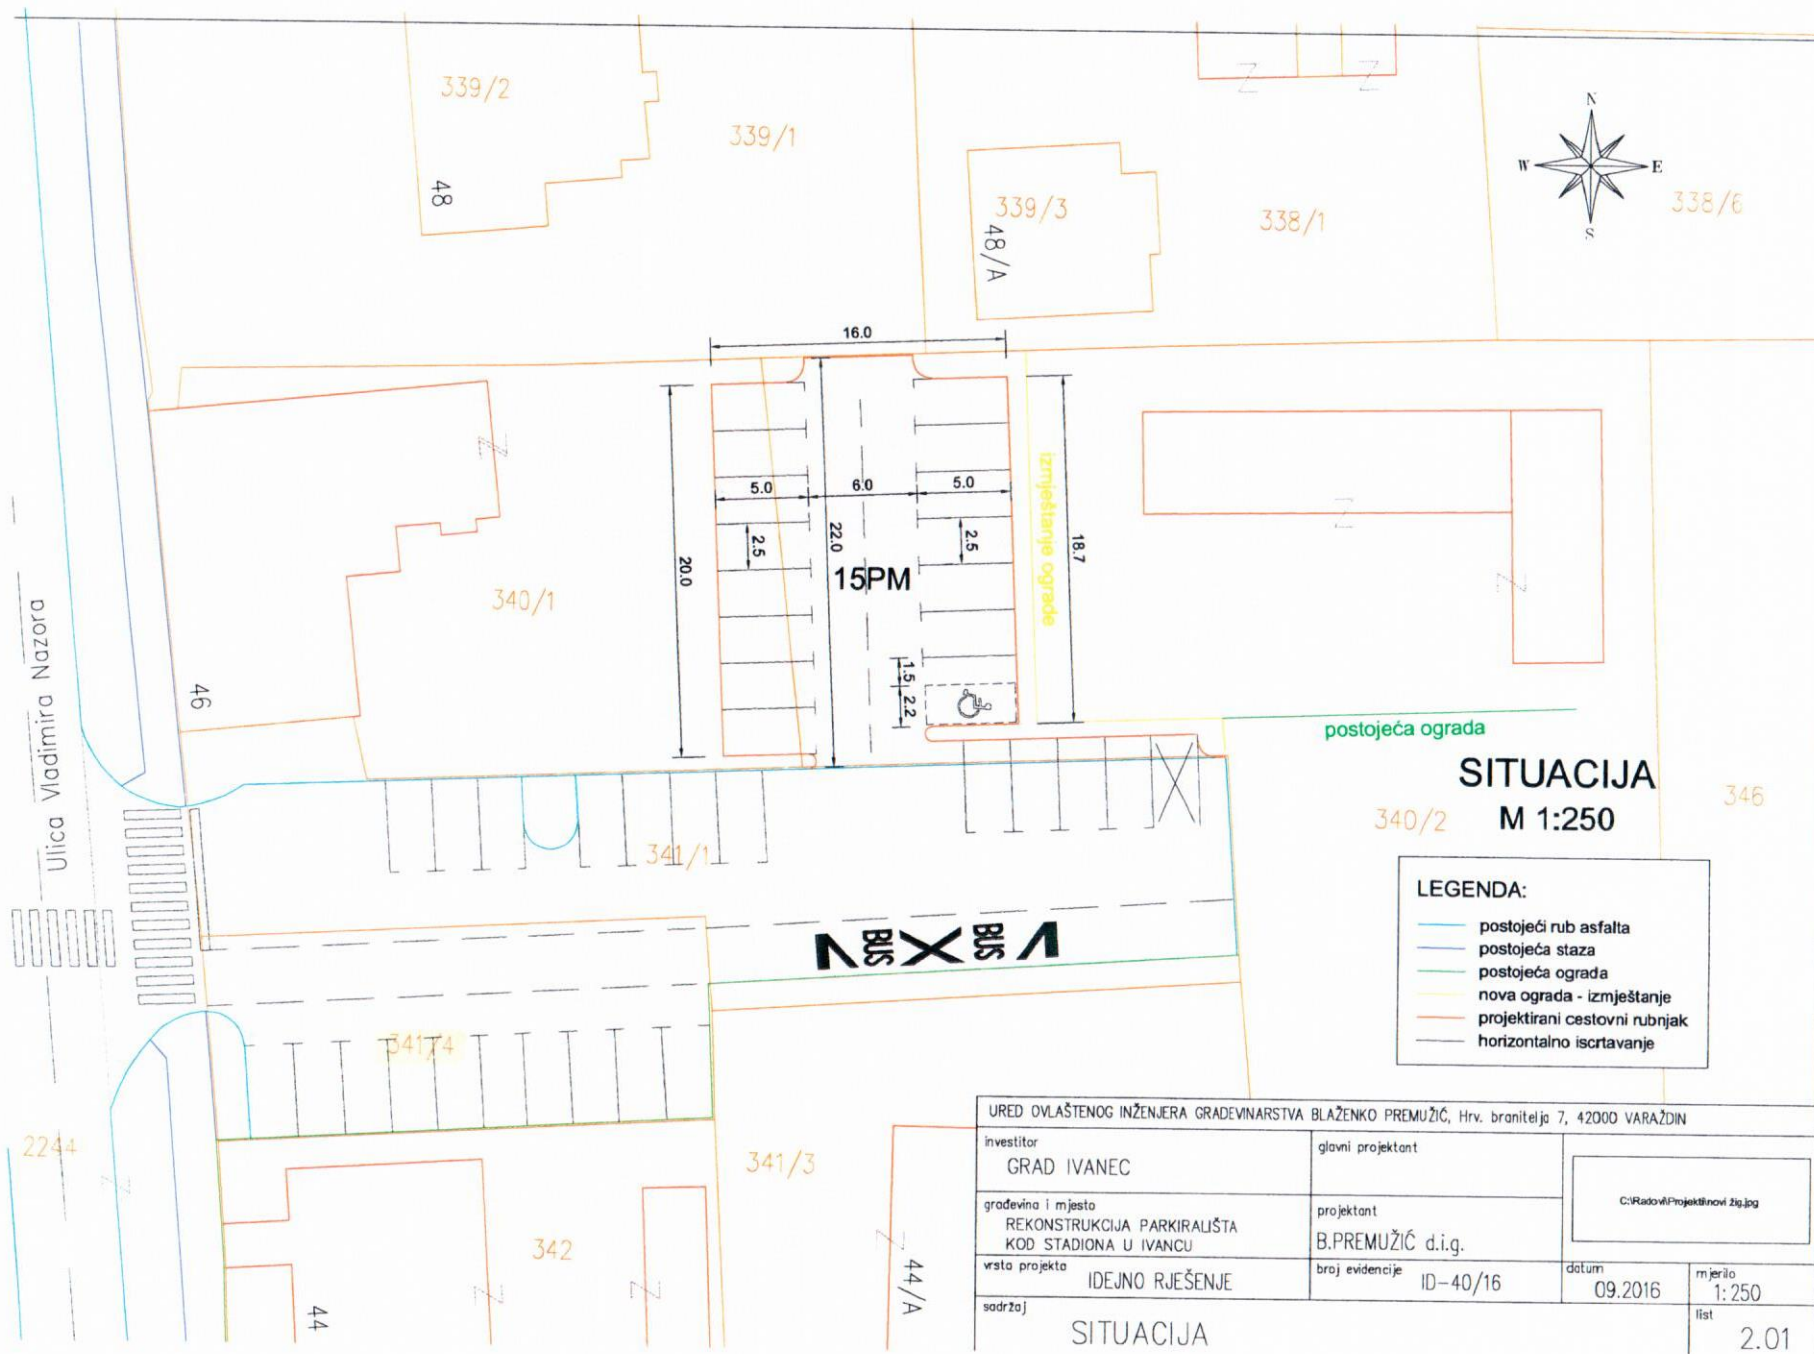 339/2
339/1
48
339/3
48/A
338/1
N
W
E
S
338/6
16.0
5.0
6.0
5.0
2.5
22.0
2.5
15PM
20.0
18.7
1.5
2.2
izmještanje ograde
340/1
46
Ulica Vladimira Nazora
postojeća ograda
SITUACIJA
M 1:250
340/2
346
341/1
BUS
BUS
341/4
2244
341/3
342
44
44/A
LEGENDA:
postojeći rub asfalta
postojeća staza
postojeća ograda
nova ograda - izmještanje
projektirani cestovni rubnjak
horizontalno iscrtavanje
URED OVLAŠTENOG INŽENJERA GRAĐEVINARSTVA BLAŽENKO PREMUŽIĆ, Hrv. branitelja 7, 42000 VARAŽDIN
investitor
GRAD IVANEC
glavni projektant
C:\Radovi\Projekti\novi žig.jpg
građevina i mjesto
REKONSTRUKCIJA PARKIRALIŠTA
KOD STADIONA U IVANCU
projektant
B.PREMUŽIĆ d.i.g.
vrsta projekta
IDEJNO RJEŠENJE
broj evidencije
ID-40/16
datum
09.2016
mjerilo
1:250
sadržaj
SITUACIJA
list
2.01